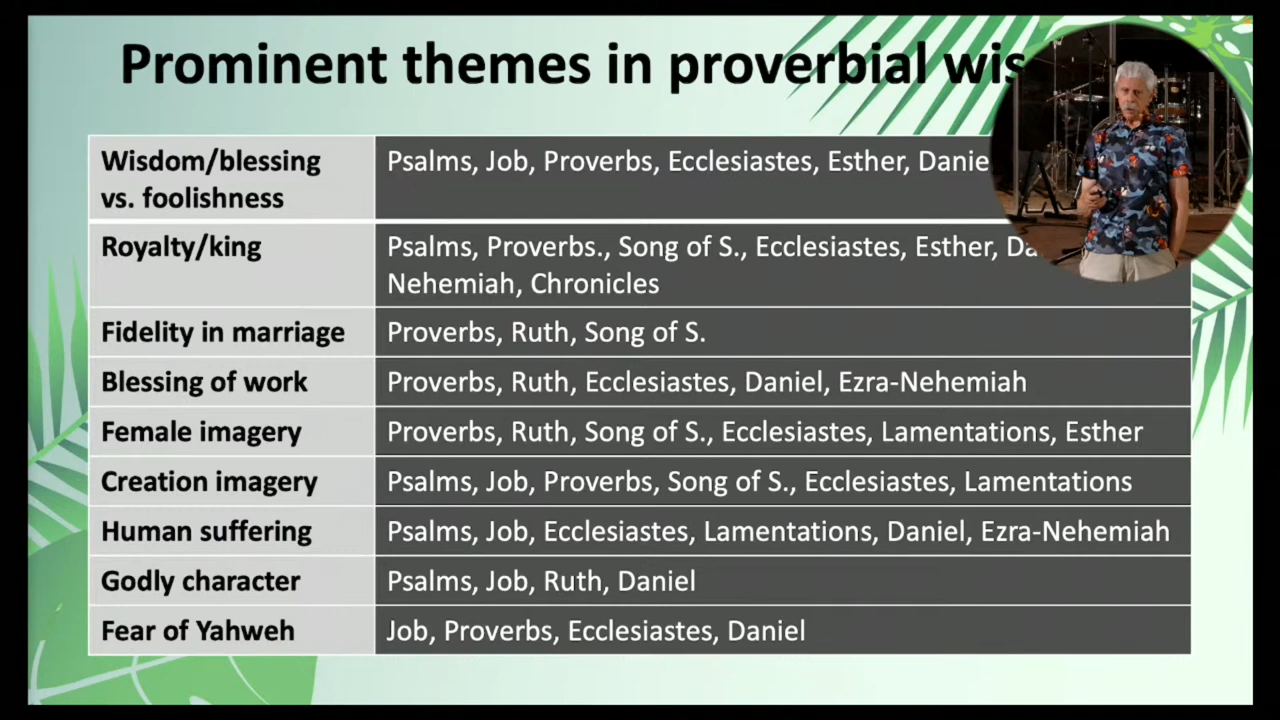 Prominent themes in proverbial
Wisdom/blessing
vs. foolishness
Psalms, Job, Proverbs, Ecclesiastes, Esther,
Royalty/king
Psalms, Proverbs., Song of S., Ecclesiastes, Esther,
Nehemiah, Chronicles
Fidelity in marriage
Proverbs, Ruth, Song of S.
Blessing of work
Proverbs, Ruth, Ecclesiastes, Daniel, Ezra-Nehemiah
Female imagery
Proverbs, Ruth, Song of S., Ecclesiastes, Lamentations, Esther
Creation imagery
Psalms, Job, Proverbs, Song of S., Ecclesiastes, Lamentations
Human suffering
Psalms, Job, Ecclesiastes, Lamentations, Daniel, Ezra-Nehemiah
Godly character
Psalms, Job, Ruth, Daniel
Fear of Yahweh
Job, Proverbs, Ecclesiastes, Daniel